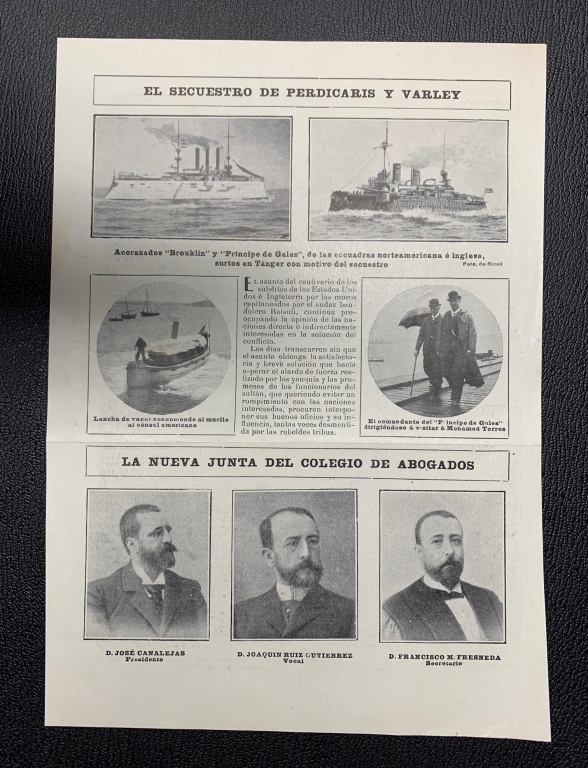 EL SECUESTRO DE PERDICARIS Y VARLEY
Acorazados "Brouklin" y "Principe de Gales", de las escuadras norteamericana é inglesa,
surtos en Tánger con motivo del secuestro
Fots. de
EL asunto del cautiverio de los
súbditos de los Estados Uni-
dos é Inglaterra por los moros
capitaneados por el audaz ban-
dolero Raisuli, continúa preo-
cupando la opinión de las na-
ciones directa ó indirectamente
interesadas en la solución del
conflicto.
Los días transcurren sin que
el asunto obtenga la satisfacto-
ria y breve solución que hacía
esperar el alarde de fuerza rea-
lizado por los yanquis y las pro-
mesas de los funcionarios del
sultán, que queriendo evitar un
rompimiento con las naciones
interesadas, procuran interpo-
ner sus buenos oficios y su in-
fluencia, tantas veces desmenti-
da por las rebeldes tribus.
Lancha de vapor conduciendo al muelle
al cónsul americano
El comandante del "Príncipe de Gales"
dirigiéndose á visitar á Mohamed Torres
LA NUEVA JUNTA DEL COLEGIO DE ABOGADOS
D. JOSÉ CANALEJAS
Presidente
D. JOAQUIN RUIZ GUTIERREZ
Vocal
D. FRANCISCO M. FRESNEDA
Secretario